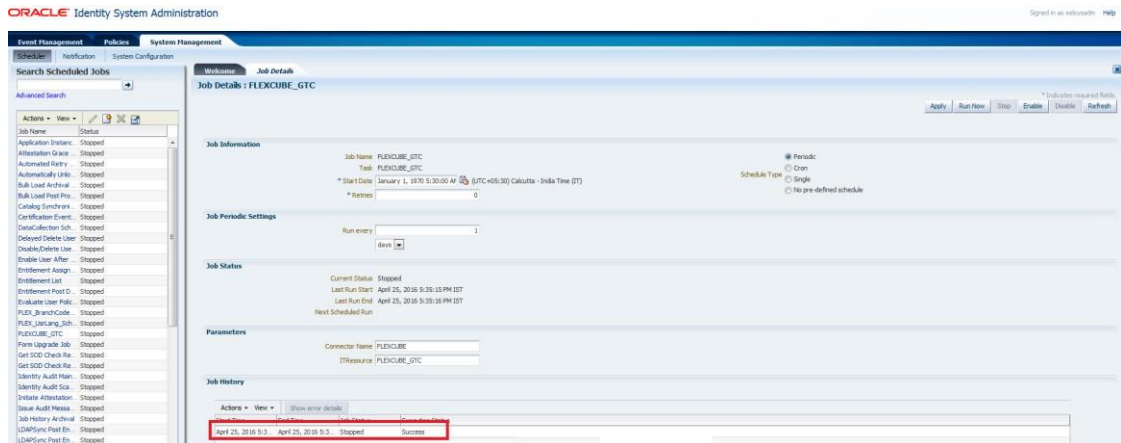 ORACLE Identity System Administration
Signed in as xelsysadm Help
Event Management Policies System Management
Scheduler Notification System Configuration
Search Scheduled Jobs
Advanced Search
Actions View
Job Name Status
Application Instanc... Stopped
Attestation Grace ... Stopped
Automated Retry ... Stopped
Automatically Unlo... Stopped
Bulk Load Archival ... Stopped
Bulk Load Post Pro... Stopped
Catalog Synchroni... Stopped
Certification Event... Stopped
DataCollection Sch... Stopped
Delayed Delete User Stopped
Disable/Delete Use... Stopped
Enable User After ... Stopped
Entitlement Assign... Stopped
Entitlement List Stopped
Entitlement Post D... Stopped
Evaluate User Polic... Stopped
FLEX_BranchCode... Stopped
FLEX_UsrLang_Sch... Stopped
FLEXCUBE_GTC Stopped
Form Upgrade Job Stopped
Get SOD Check Re... Stopped
Get SOD Check Re... Stopped
Identity Audit Main... Stopped
Identity Audit Sca... Stopped
Initiate Attestation... Stopped
Issue Audit Messa... Stopped
Job History Archival Stopped
LDAPSync Post En... Stopped
LDAPSync Post En... Stopped
Welcome Job Details
Job Details : FLEXCUBE_GTC
* Indicates required fields.
Apply Run Now Stop Enable Disable Refresh
Job Information
Job Name FLEXCUBE_GTC
Task FLEXCUBE_GTC
* Start Date January 1, 1970 5:30:00 AM (UTC+05:30) Calcutta - India Time (IT)
* Retries 0
Schedule Type
Periodic
Cron
Single
No pre-defined schedule
Job Periodic Settings
Run every 1
days
Job Status
Current Status Stopped
Last Run Start April 25, 2016 5:35:15 PM IST
Last Run End April 25, 2016 5:35:16 PM IST
Next Scheduled Run
Parameters
Connector Name FLEXCUBE
ITResource FLEXCUBE_GTC
Job History
Actions View Show error details
Start Time End Time Job Status Execution Status
April 25, 2016 5:3... April 25, 2016 5:3... Stopped Success